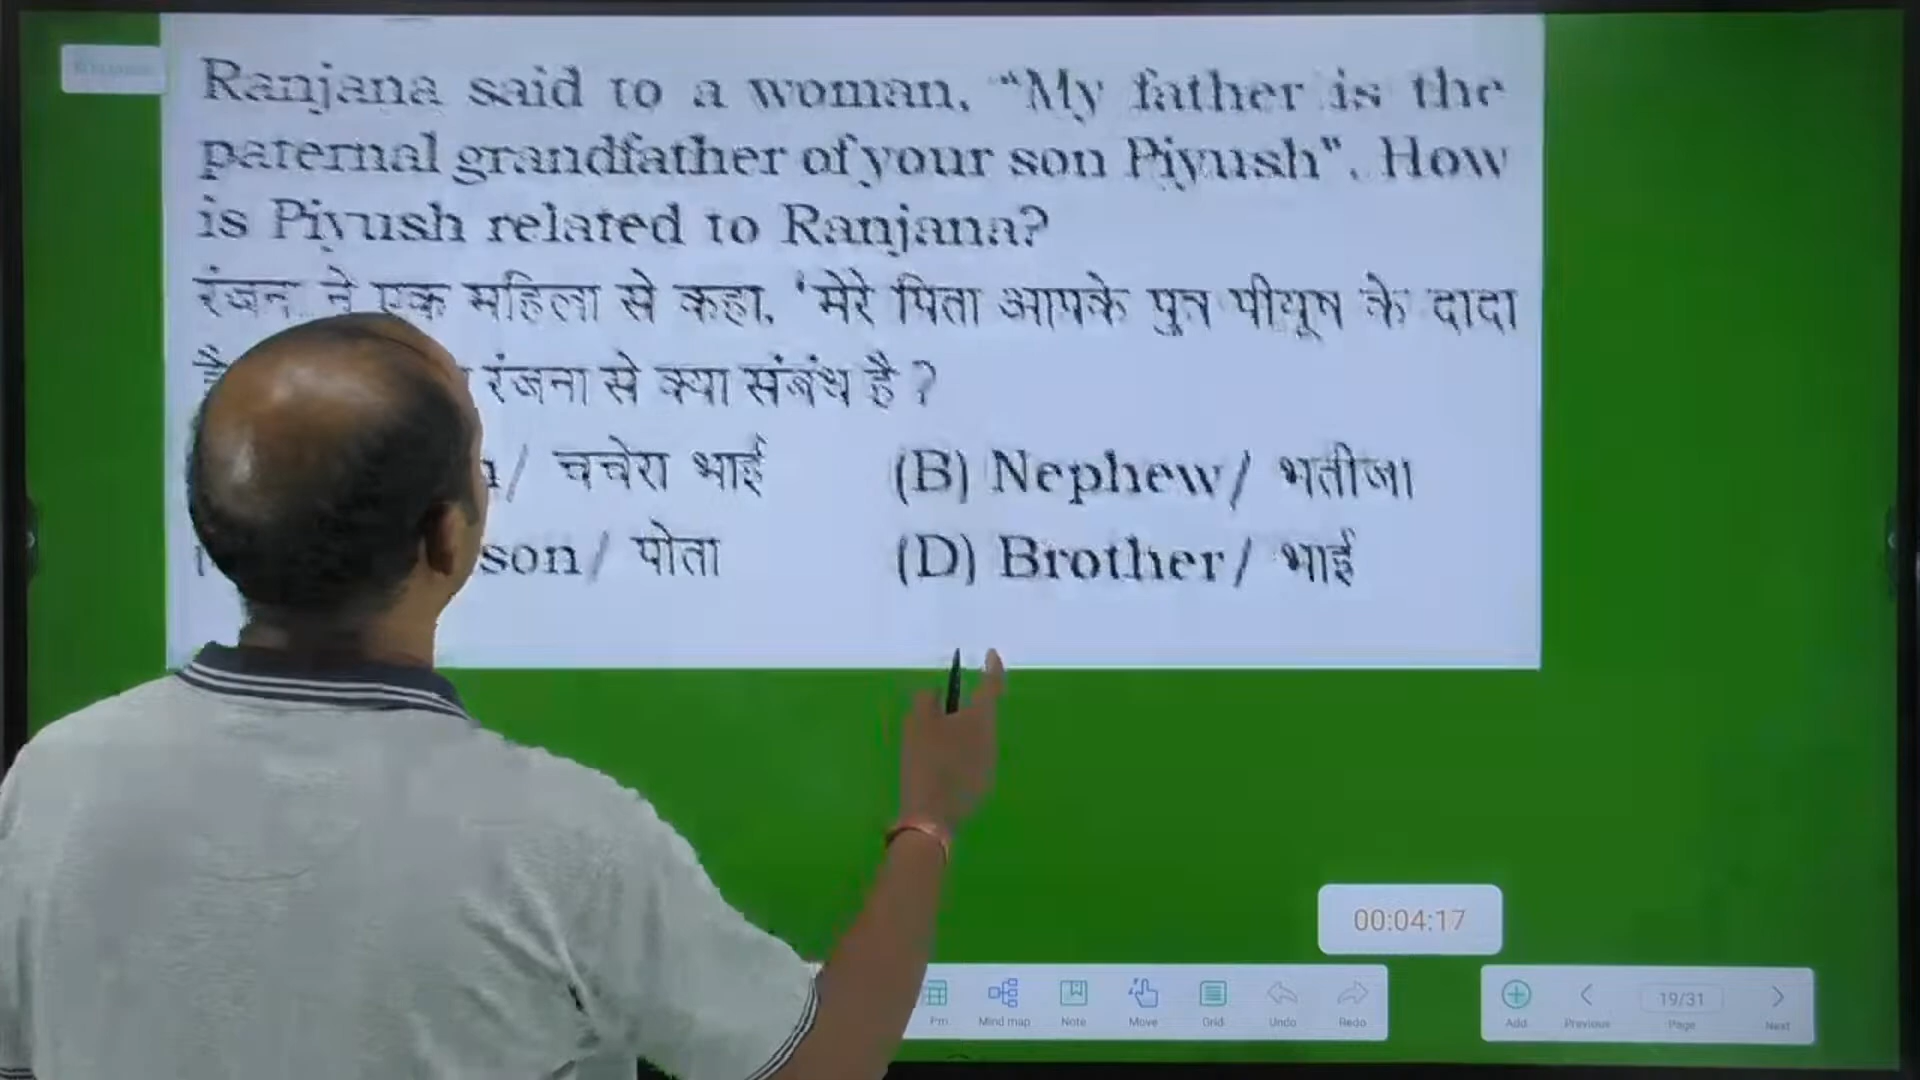 Ranjana said to a woman, "My father is the
paternal grandfather of your son Piyush". How
is Piyush related to Ranjana?
ने एक महिला से कहा, 'मेरे पिता आपके पुत्र पीयूष के दादा
रंजना से क्या संबंध है ?
/ चचेरा भाई (B) Nephew / भतीजा
son / पोता (D) Brother / भाई
00:04:17
Mind map Note Move Grid Undo Redo
19/31
Add Previous Page Next